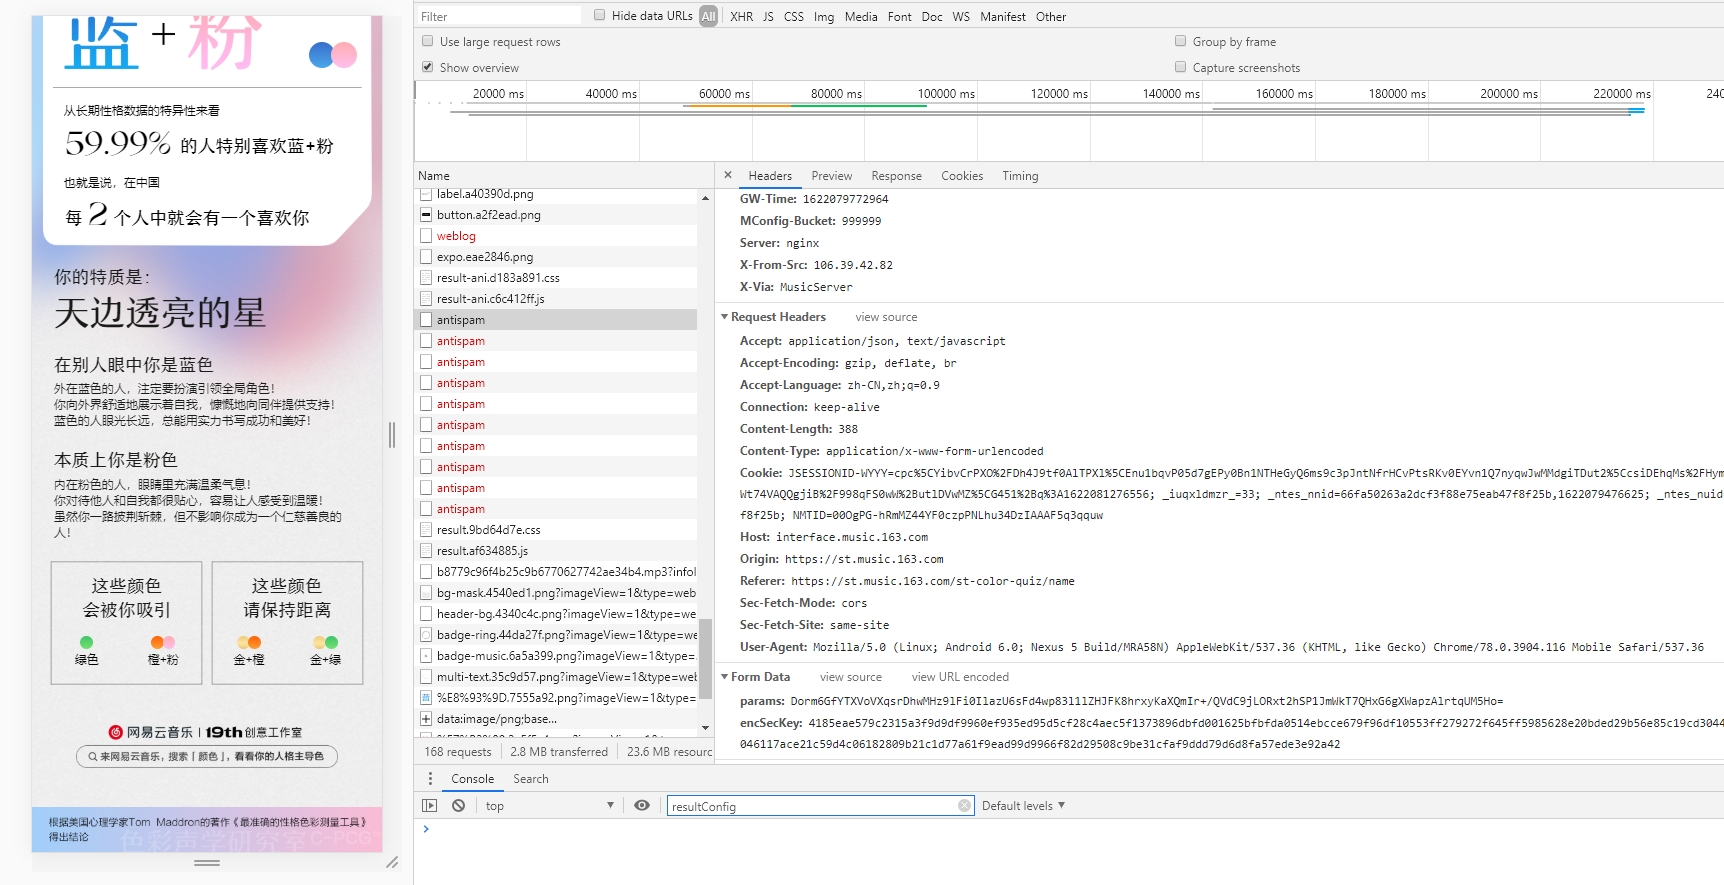 蓝 + 粉
从长期性格数据的特异性来看
59.99% 的人特别喜欢蓝+粉
也就是说，在中国
每 2 个人中就会有一个喜欢你
你的特质是：
天边透亮的星
在别人眼中你是蓝色
外在蓝色的人，注定要扮演引领全局角色！
你向外界舒适地展示着自我，慷慨地向同伴提供支持！
蓝色的人眼光长远，总能用实力书写成功和美好！
本质上你是粉色
内在粉色的人，眼睛里充满温柔气息！
你对待他人和自我都很贴心，容易让人感受到温暖！
虽然你一路披荆斩棘，但不影响你成为一个仁慈善良的
人！
这些颜色
会被你吸引
绿色
橙+粉
这些颜色
请保持距离
金+橙
金+绿
网易云音乐 | 19th创意工作室
来网易云音乐，搜索「颜色」，看看你的人格主导色
根据美国心理学家Tom Maddron的著作《最准确的性格色彩测量工具》
得出结论
色彩声学研究室 C-PCG
Filter
Hide data URLs
All XHR JS CSS Img Media Font Doc WS Manifest Other
Use large request rows
Group by frame
Show overview
Capture screenshots
20000 ms 40000 ms 60000 ms 80000 ms 100000 ms 120000 ms 140000 ms 160000 ms 180000 ms 200000 ms 220000 ms 240
Name
label.a40390d.png
button.a2f2ead.png
weblog
expo.eae2846.png
result-ani.d183a891.css
result-ani.c6c412ff.js
antispam
antispam
antispam
antispam
antispam
antispam
antispam
antispam
antispam
antispam
result.9bd64d7e.css
result.af634885.js
b8779c96f4b25c9b6770627742ae34b4.mp3?infoI
bg-mask.4540ed1.png?imageView=1&type=web
header-bg.4340c4c.png?imageView=1&type=we
badge-ring.44da27f.png?imageView=1&type=we
badge-music.6a5a399.png?imageView=1&type=
multi-text.35c9d57.png?imageView=1&type=wel
%E8%93%9D.7555a92.png?imageView=1&type=
data:image/png;base...
168 requests
2.8 MB transferred
23.6 MB resourc
× Headers Preview Response Cookies Timing
GW-Time: 1622079772964
MConfig-Bucket: 999999
Server: nginx
X-From-Src: 106.39.42.82
X-Via: MusicServer
Request Headers view source
Accept: application/json, text/javascript
Accept-Encoding: gzip, deflate, br
Accept-Language: zh-CN,zh;q=0.9
Connection: keep-alive
Content-Length: 388
Content-Type: application/x-www-form-urlencoded
Cookie: JSESSIONID-WYYY=cpc%5CYibvCrPXO%2FDh4J9tf0AlTPXl%5CEnu1bqvP05d7gEPy0Bn1NTHeGyQ6ms9c3pJntNfrHCvPtsRKv0EYvn1Q7nyqwJwMMdgiTDut2%5CcsiDEhqMs%2FHym
Wt74VAQQgjiB%2F998qFS0wW%2ButlDVwMZ%5CG451%2Bq%3A1622081276556; _iuqxldmzr_=33; _ntes_nnid=66fa50263a2dcf3f88e75eab47f8f25b,1622079476625; _ntes_nuid
f8f25b; NMTID=00OgPG-hRmMZ44YF0czpPNLhu34DzIAAAF5q3qquw
Host: interface.music.163.com
Origin: https://st.music.163.com
Referer: https://st.music.163.com/st-color-quiz/name
Sec-Fetch-Mode: cors
Sec-Fetch-Site: same-site
User-Agent: Mozilla/5.0 (Linux; Android 6.0; Nexus 5 Build/MRA58N) AppleWebKit/537.36 (KHTML, like Gecko) Chrome/78.0.3904.116 Mobile Safari/537.36
Form Data view source view URL encoded
params: Dorm6GfYTXVoVXqsrDhwMHz9lFi0IlazU6sFd4wp83l1lZHJFK8hrxyKaXQmIr+/QVdC9jLORxt2hSP1JmWkT7QHxG6gXWapzAlrtqUM5Ho=
encSecKey: 4185eae579c2315a3f9d9df9960ef935ed95d5cf28c4aec5f1373896dbfd001625bfbfda0514ebcce679f96df10553ff279272f645ff5985628e20bded29b56e85c19cd3044
046117ace21c59d4c06182809b21c1d77a61f9ead99d9966f82d29508c9be31cfaf9ddd79d6d8fa57ede3e92a42
Console Search
top
resultConfig
Default levels